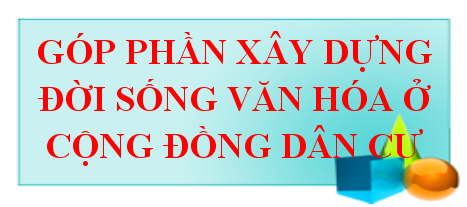 GÓP PHẦN XÂY DỰNG
ĐỜI SỐNG VĂN HÓA Ở
CỘNG ĐỒNG DÂN CƯ